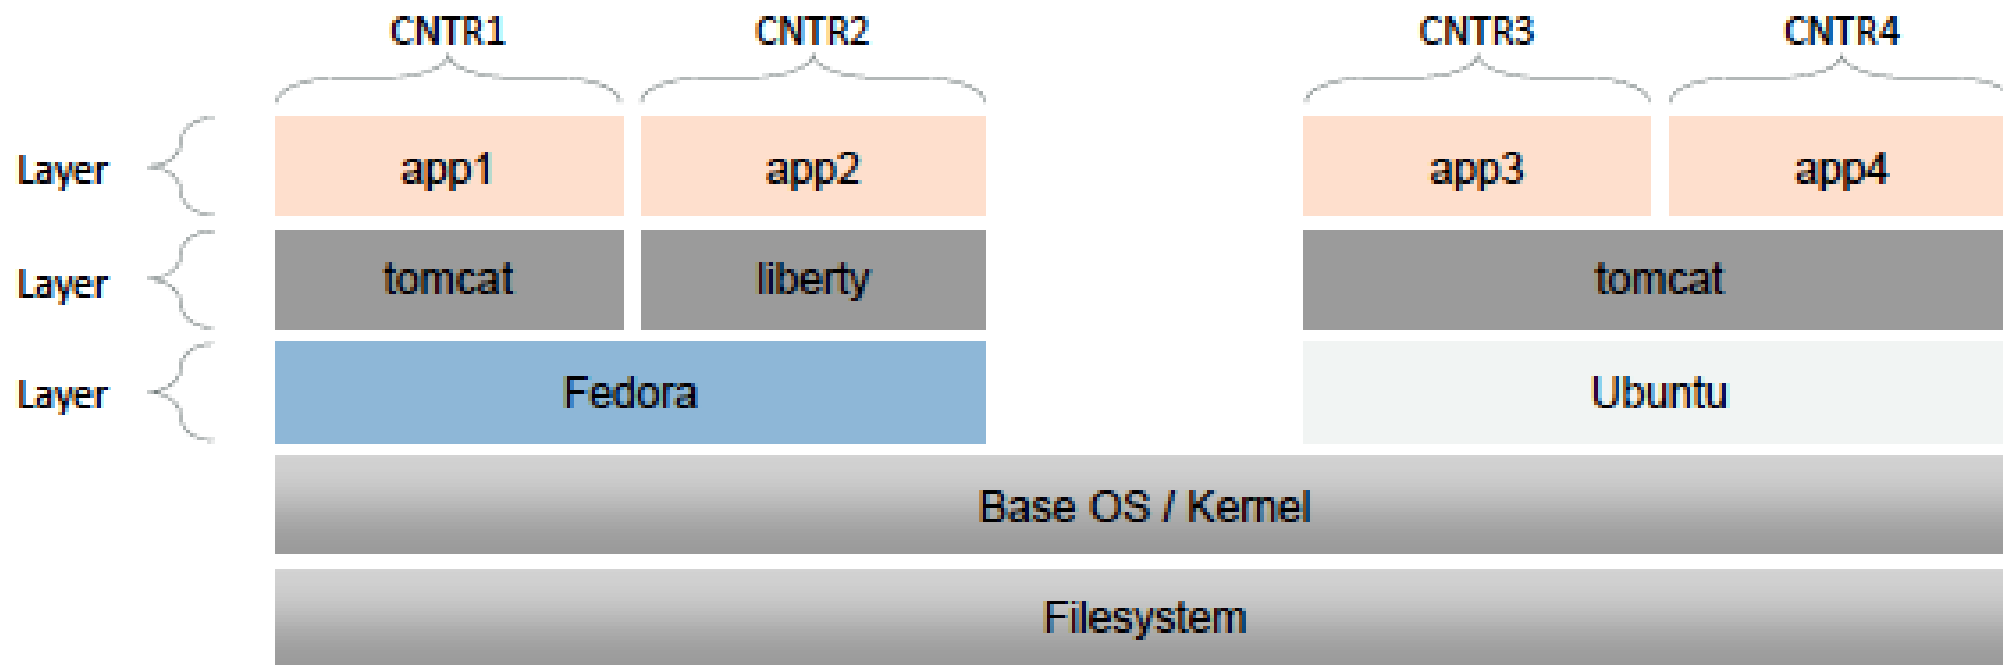 CNTR1 CNTR2 CNTR3 CNTR4
Layer app1 app2 app3 app4
Layer tomcat liberty tomcat
Layer Fedora Ubuntu
Base OS / Kernel
Filesystem